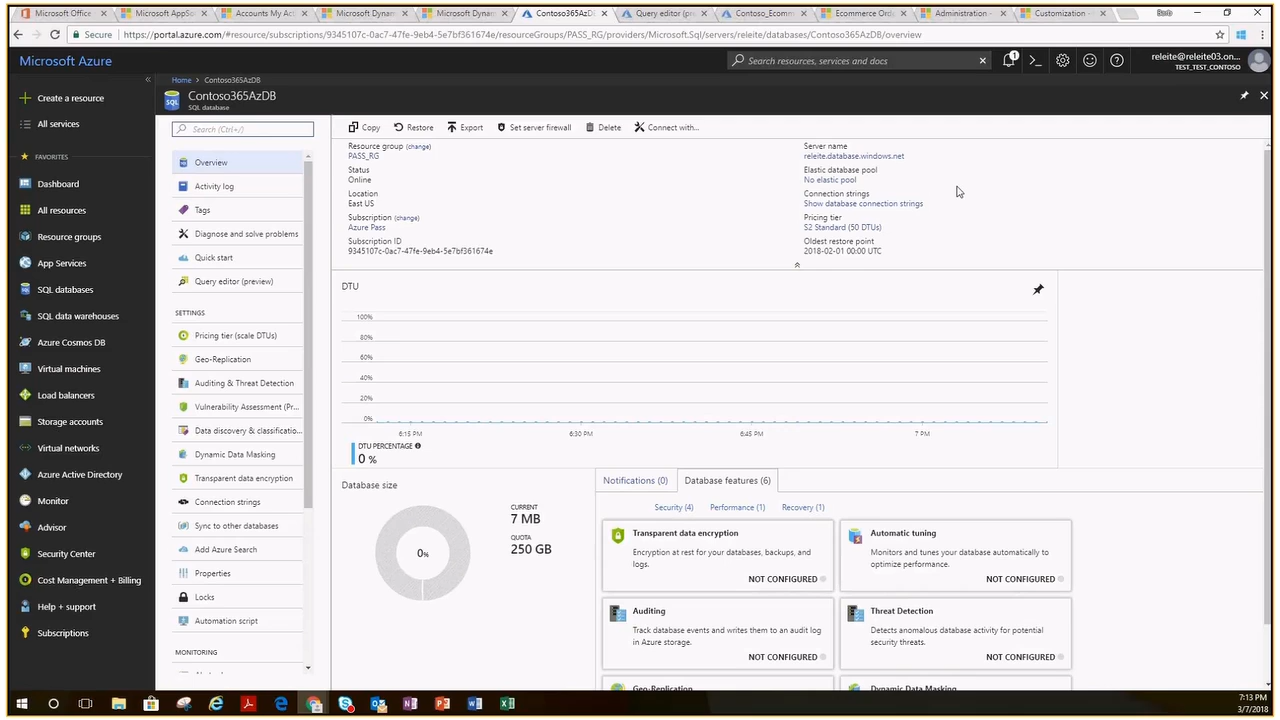 Microsoft Office
Microsoft AppSo
Accounts My Act
Microsoft Dynam
Microsoft Dynam
Contoso365AzDB
Query editor (pr
Contoso_Ecomm
Ecommerce Ord
Administration -
Customization -
Barb
Secure
https://portal.azure.com/#resource/subscriptions/9345107c-0ac7-47fe-9eb4-5e7bf361674e/resourceGroups/PASS_RG/providers/Microsoft.Sql/servers/releite/databases/Contoso365AzDB/overview
Microsoft Azure
Search resources, services and docs
1
releite@releite03.on...
TEST_TEST_CONTOSO
Home > Contoso365AzDB
Contoso365AzDB
SQL database
Create a resource
All services
FAVORITES
Dashboard
All resources
Resource groups
App Services
SQL databases
SQL data warehouses
Azure Cosmos DB
Virtual machines
Load balancers
Storage accounts
Virtual networks
Azure Active Directory
Monitor
Advisor
Security Center
Cost Management + Billing
Help + support
Subscriptions
Search (Ctrl+/)
Overview
Activity log
Tags
Diagnose and solve problems
Quick start
Query editor (preview)
SETTINGS
Pricing tier (scale DTUs)
Geo-Replication
Auditing & Threat Detection
Vulnerability Assessment (Pr...
Data discovery & classificatio...
Dynamic Data Masking
Transparent data encryption
Connection strings
Sync to other databases
Add Azure Search
Properties
Locks
Automation script
MONITORING
Copy
Restore
Export
Set server firewall
Delete
Connect with...
Resource group (change)
PASS_RG
Status
Online
Location
East US
Subscription (change)
Azure Pass
Subscription ID
9345107c-0ac7-47fe-9eb4-5e7bf361674e
Server name
releite.database.windows.net
Elastic database pool
No elastic pool
Connection strings
Show database connection strings
Pricing tier
S2 Standard (50 DTUs)
Oldest restore point
2018-02-01 00:00 UTC
DTU
100%
80%
60%
40%
20%
0%
6:15 PM
6:30 PM
6:45 PM
7 PM
DTU PERCENTAGE
0 %
Database size
0%
CURRENT
7 MB
QUOTA
250 GB
Notifications (0)
Database features (6)
Security (4)
Performance (1)
Recovery (1)
Transparent data encryption
Encryption at rest for your databases, backups, and
logs.
NOT CONFIGURED
Automatic tuning
Monitors and tunes your database automatically to
optimize performance.
NOT CONFIGURED
Auditing
Track database events and writes them to an audit log
in Azure storage.
NOT CONFIGURED
Threat Detection
Detects anomalous database activity for potential
security threats.
NOT CONFIGURED
Geo-Replication
Dynamic Data Masking
7:13 PM
3/7/2018